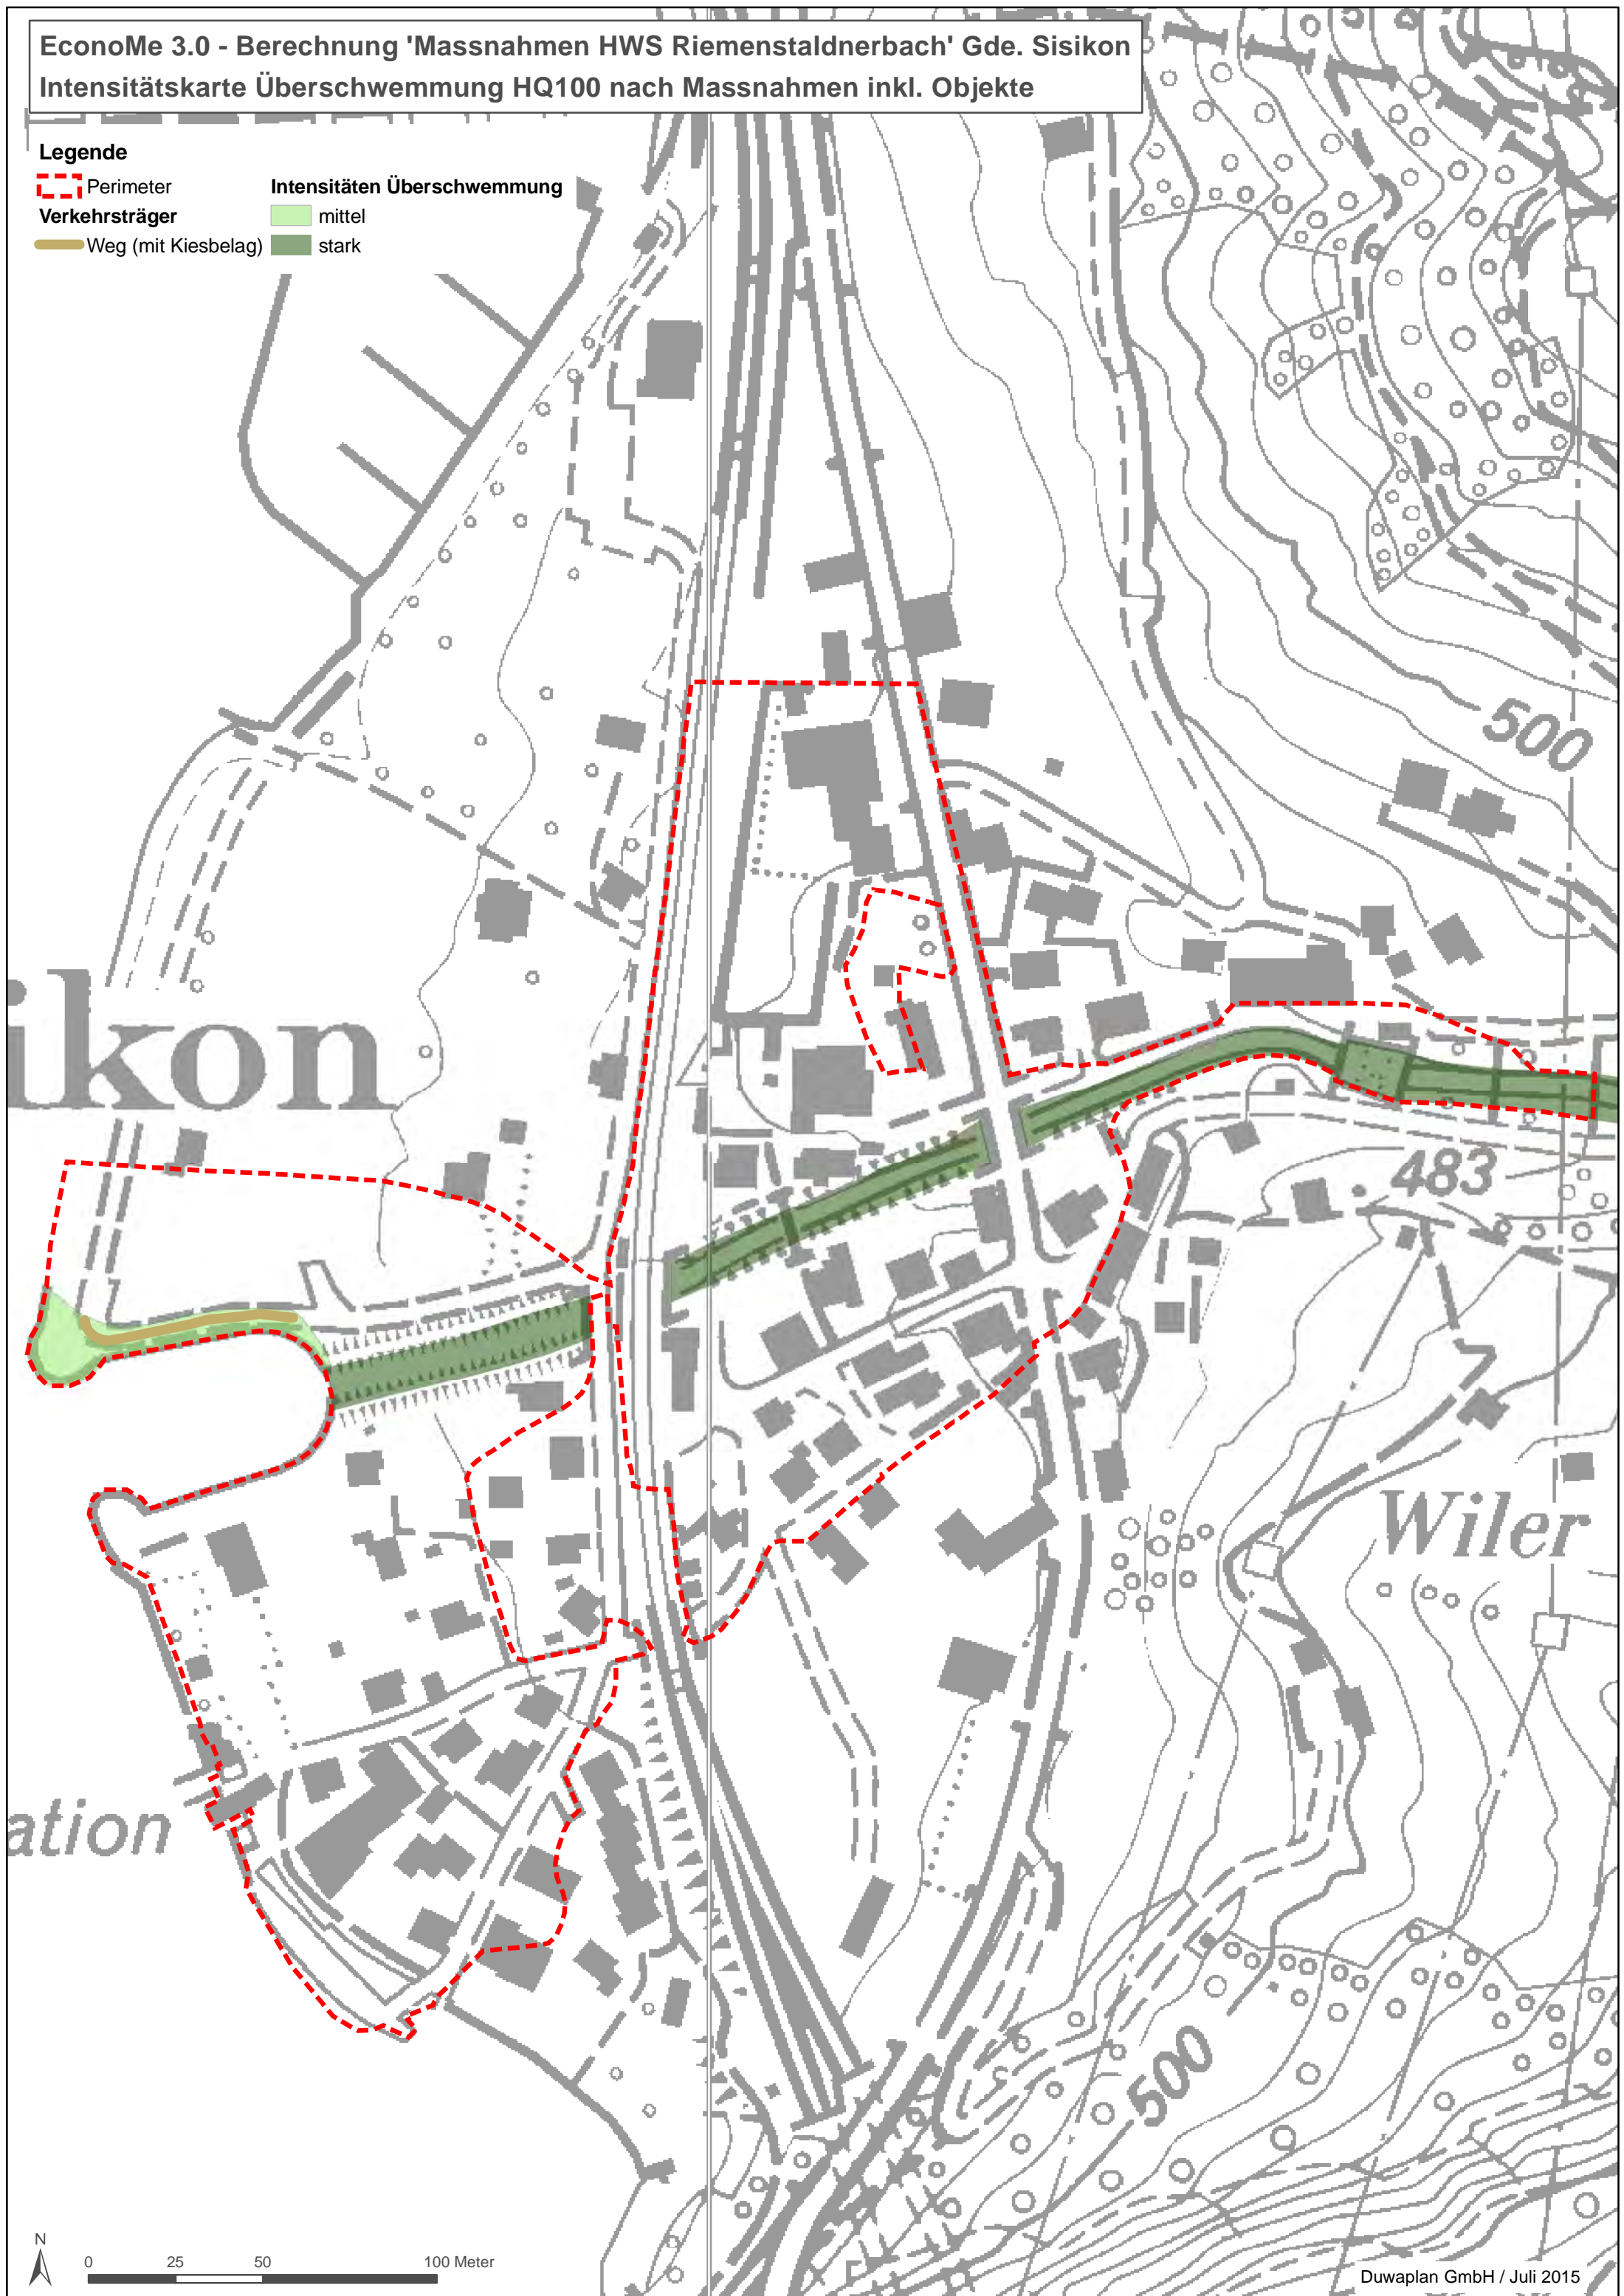 EconoMe 3.0 - Berechnung 'Massnahmen HWS Riemenstaldnerbach' Gde. Sisikon
Intensitätskarte Überschwemmung HQ100 nach Massnahmen inkl. Objekte
Legende
Perimeter
Intensitäten Überschwemmung
Verkehrsträger
mittel
Weg (mit Kiesbelag)
stark
500
ikon
483
Wiler
ation
500
N
0 25 50 100 Meter
Duwaplan GmbH / Juli 2015